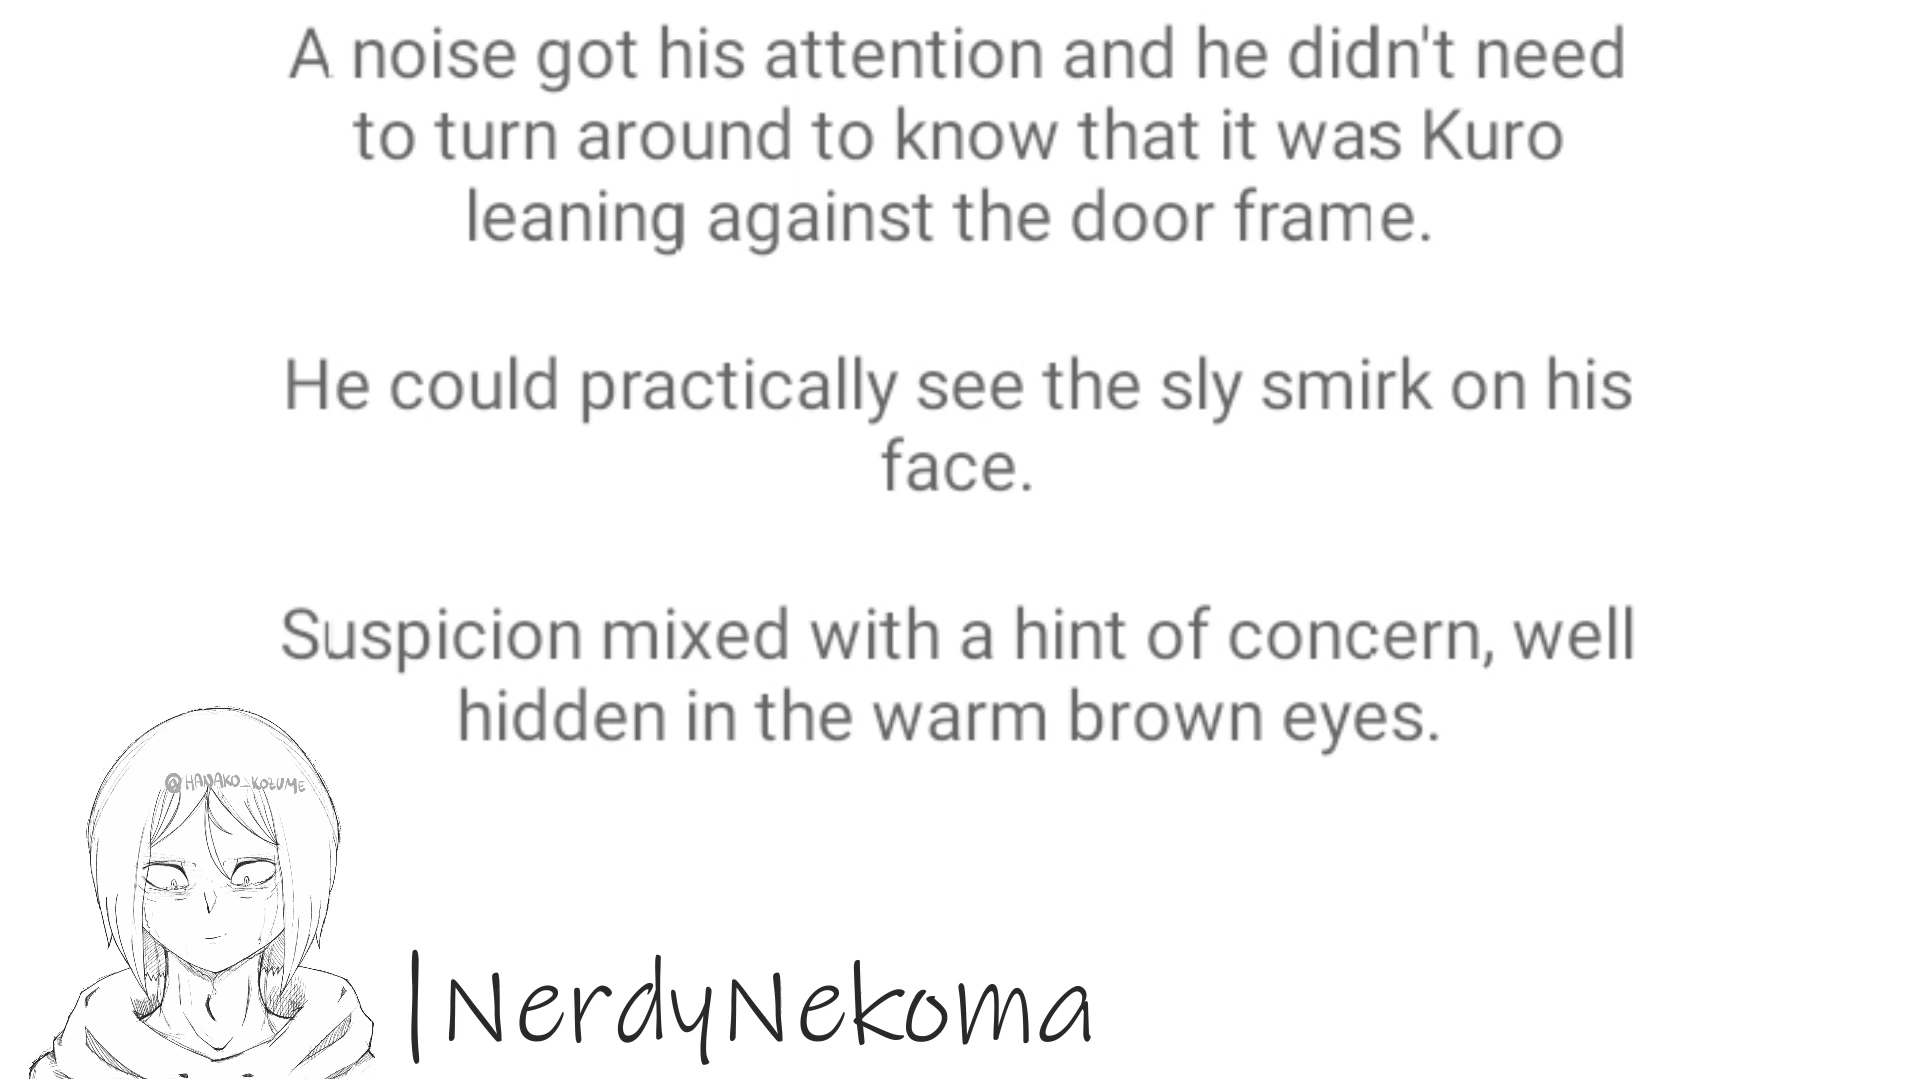 A noise got his attention and he didn't need
to turn around to know that it was Kuro
leaning against the door frame.
He could practically see the sly smirk on his
face.
Suspicion mixed with a hint of concern, well
hidden in the warm brown eyes.
@HANAKO_KOZUME
|NerdyNekoma